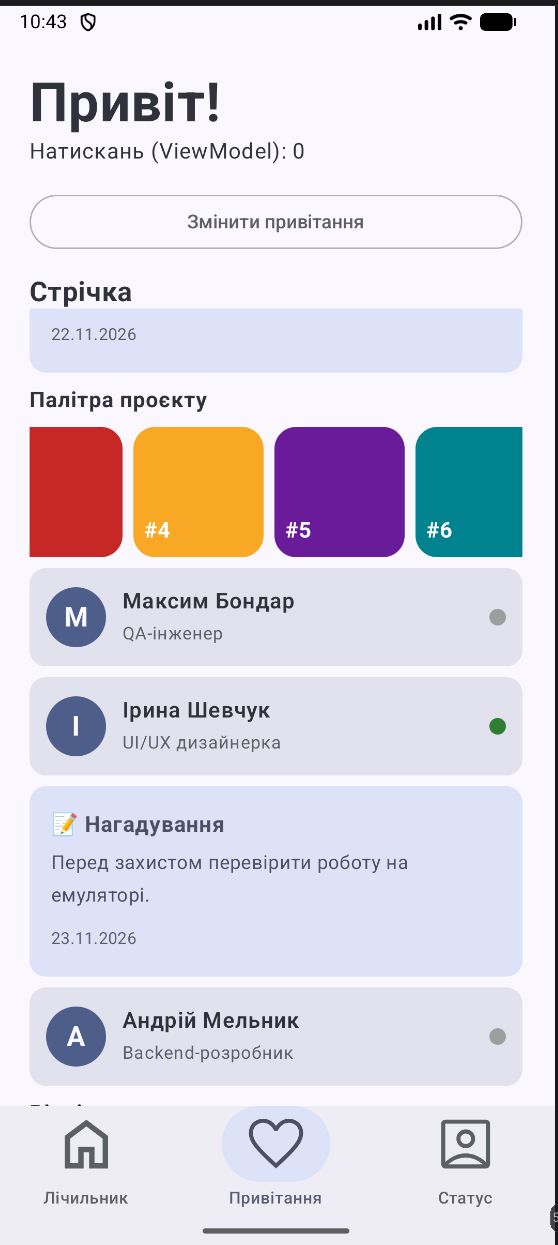 10:43
Привіт!
Натискань (ViewModel): 0
Змінити привітання
Стрічка
22.11.2026
Палітра проєкту
#4
#5
#6
М
Максим Бондар
QA-інженер
І
Ірина Шевчук
UI/UX дизайнерка
📝 Нагадування
Перед захистом перевірити роботу на
емуляторі.
23.11.2026
А
Андрій Мельник
Backend-розробник
Лічильник
Привітання
Статус